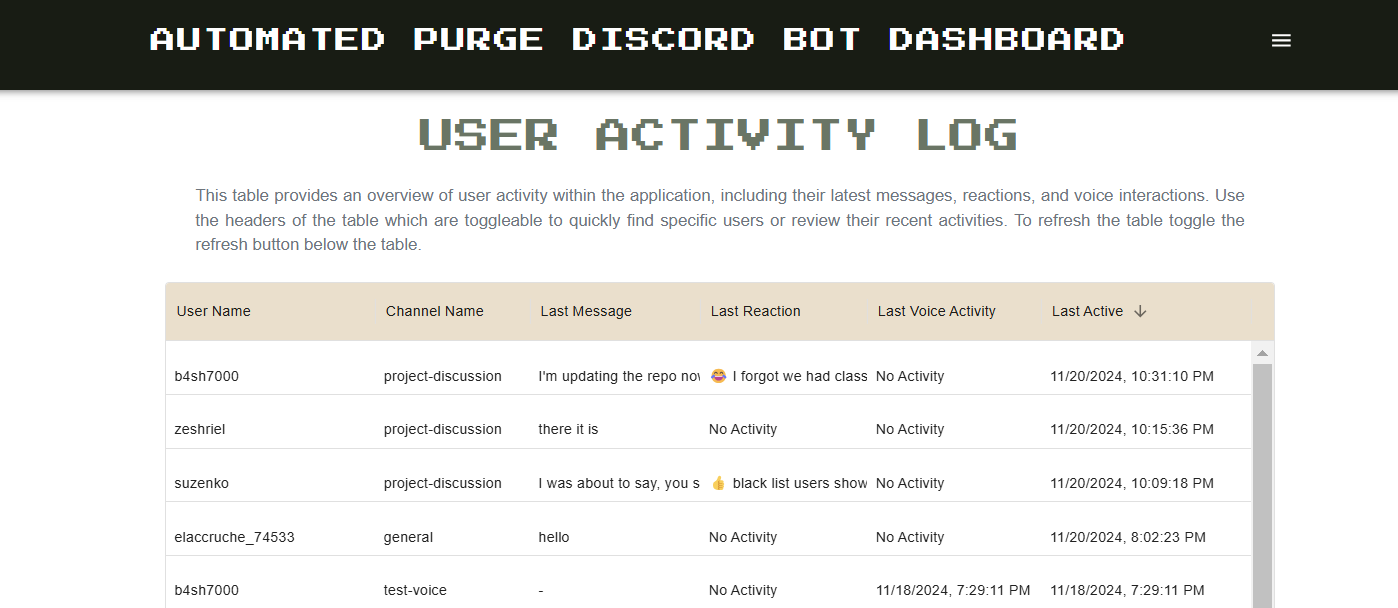 AUTOMATED PURGE DISCORD BOT DASHBOARD
USER ACTIVITY LOG
This table provides an overview of user activity within the application, including their latest messages, reactions, and voice interactions. Use
the headers of the table which are toggleable to quickly find specific users or review their recent activities. To refresh the table toggle the
refresh button below the table.
User Name Channel Name Last Message Last Reaction Last Voice Activity Last Active ↓
b4sh7000 project-discussion I'm updating the repo nov 😂 I forgot we had class No Activity 11/20/2024, 10:31:10 PM
zeshriel project-discussion there it is No Activity No Activity 11/20/2024, 10:15:36 PM
suzenko project-discussion I was about to say, you s 👍 black list users show No Activity 11/20/2024, 10:09:18 PM
elaccruche_74533 general hello No Activity No Activity 11/20/2024, 8:02:23 PM
b4sh7000 test-voice - No Activity 11/18/2024, 7:29:11 PM 11/18/2024, 7:29:11 PM